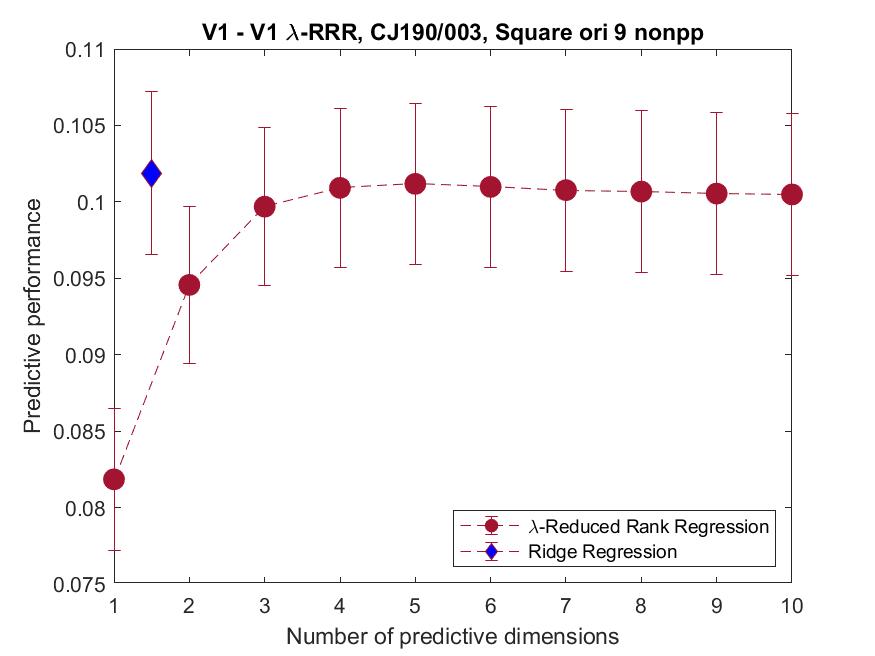 V1 - V1 λ-RRR, CJ190/003, Square ori 9 nonpp
0.11
0.105
0.1
0.095
0.09
0.085
0.08
0.075
Predictive performance
λ-Reduced Rank Regression
Ridge Regression
1 2 3 4 5 6 7 8 9 10
Number of predictive dimensions